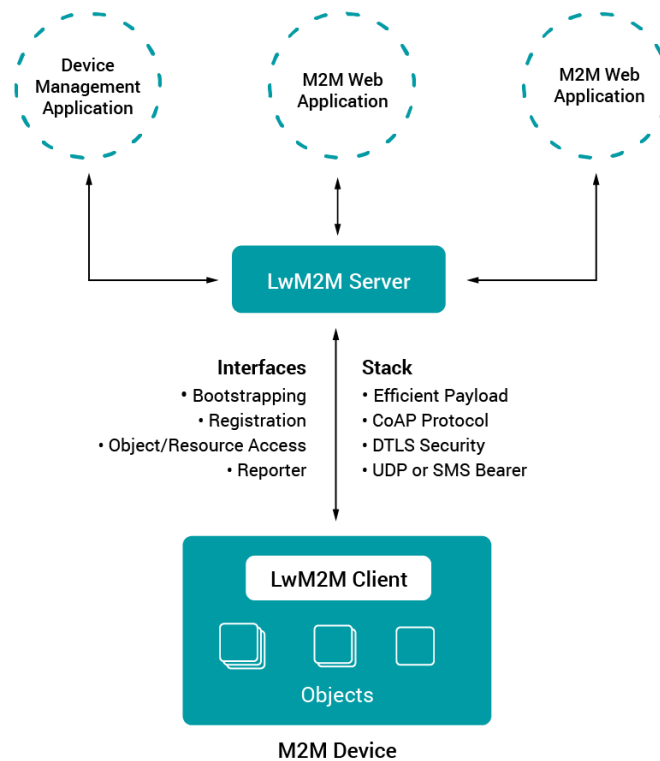 Device
Management
Application
M2M Web
Application
M2M Web
Application
LwM2M Server
Interfaces
• Bootstrapping
• Registration
• Object/Resource Access
• Reporter
Stack
• Efficient Payload
• CoAP Protocol
• DTLS Security
• UDP or SMS Bearer
LwM2M Client
Objects
M2M Device